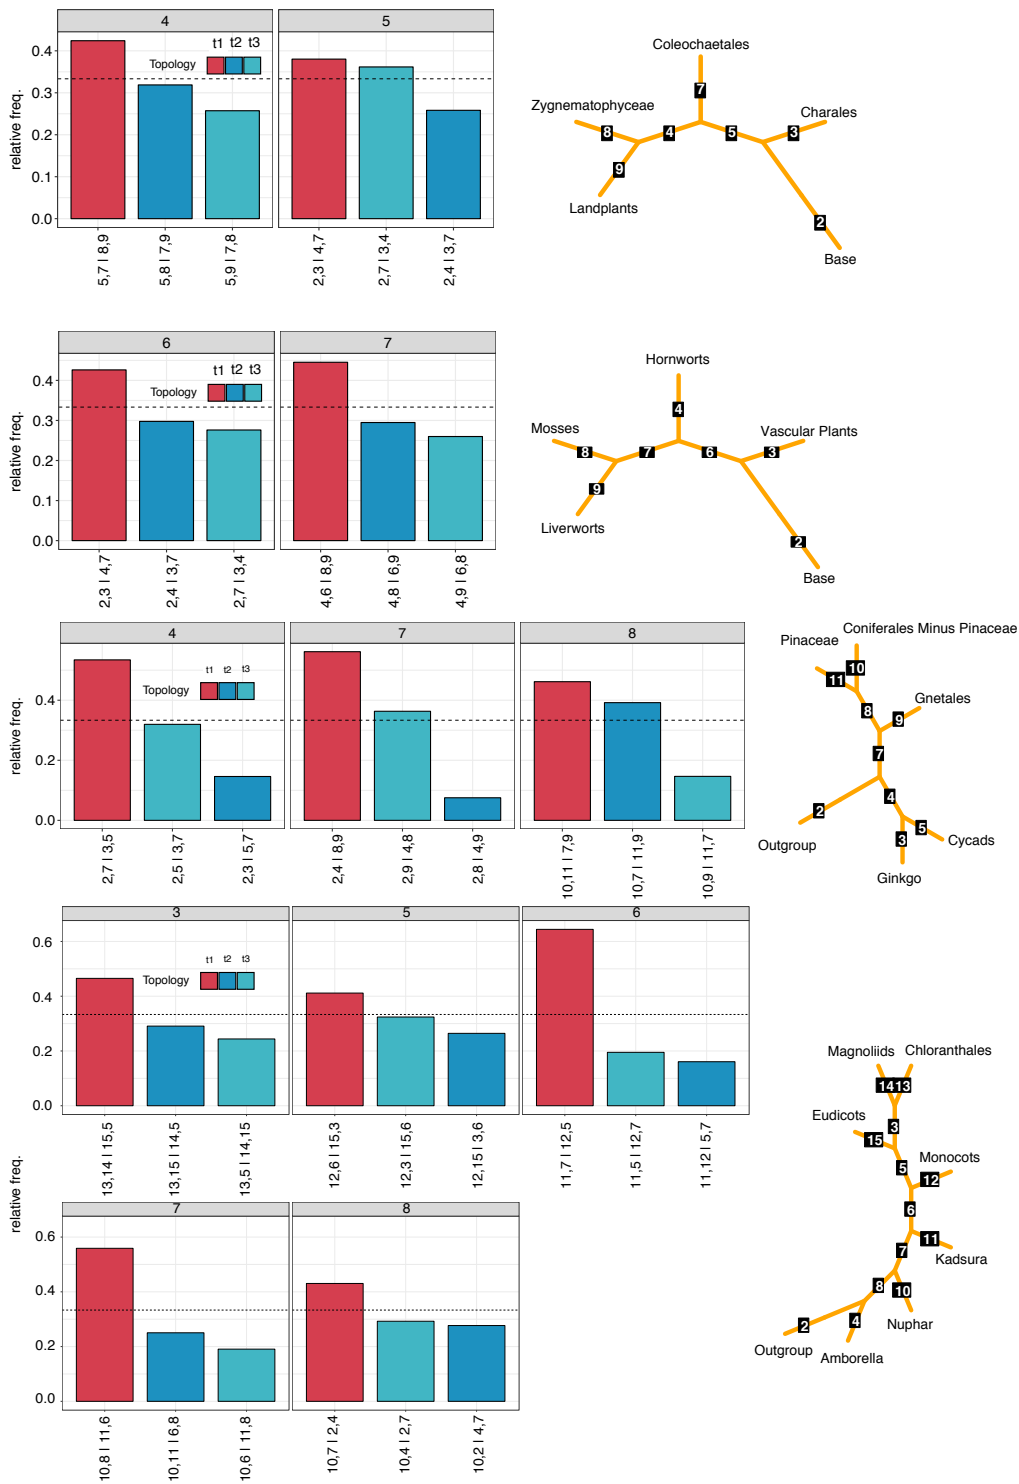 4
5
t1 t2 t3
Topology
relative freq.
0.4
0.3
0.2
0.1
0.0
5,7 | 8,9
5,8 | 7,9
5,9 | 7,8
2,3 | 4,7
2,7 | 3,4
2,4 | 3,7
Coleochaetales
7
Zygnematophyceae
Charales
8
4
5
3
9
Landplants
2
Base
6
7
t1 t2 t3
Topology
relative freq.
0.4
0.3
0.2
0.1
0.0
2,3 | 4,7
2,4 | 3,7
2,7 | 3,4
4,6 | 8,9
4,8 | 6,9
4,9 | 6,8
Hornworts
4
Mosses
Vascular Plants
8
7
6
3
9
Liverworts
2
Base
4
7
8
t1 t2 t3
Topology
relative freq.
0.4
0.2
0.0
2,7 | 3,5
2,5 | 3,7
2,3 | 5,7
2,4 | 8,9
2,9 | 4,8
2,8 | 4,9
10,11 | 7,9
10,7 | 11,9
10,9 | 11,7
Coniferales Minus Pinaceae
Pinaceae
10
11
Gnetales
8
9
7
4
2
5
3
Outgroup
Cycads
Ginkgo
3
5
6
t1 t2 t3
Topology
0.6
0.4
0.2
0.0
13,14 | 15,5
13,15 | 14,5
13,5 | 14,15
12,6 | 15,3
12,3 | 15,6
12,15 | 3,6
11,7 | 12,5
11,5 | 12,7
11,12 | 5,7
relative freq.
7
8
0.6
0.4
0.2
0.0
10,8 | 11,6
10,11 | 6,8
10,6 | 11,8
10,7 | 2,4
10,4 | 2,7
10,2 | 4,7
Magnoliids
Chloranthales
14
13
Eudicots
3
15
Monocots
5
12
6
11
7
Kadsura
8
10
2
4
Nuphar
Outgroup
Amborella